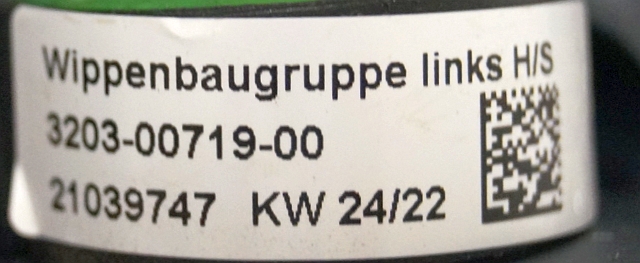 Wippenbaugruppe links H/S
3203-00719-00
21039747 KW 24/22